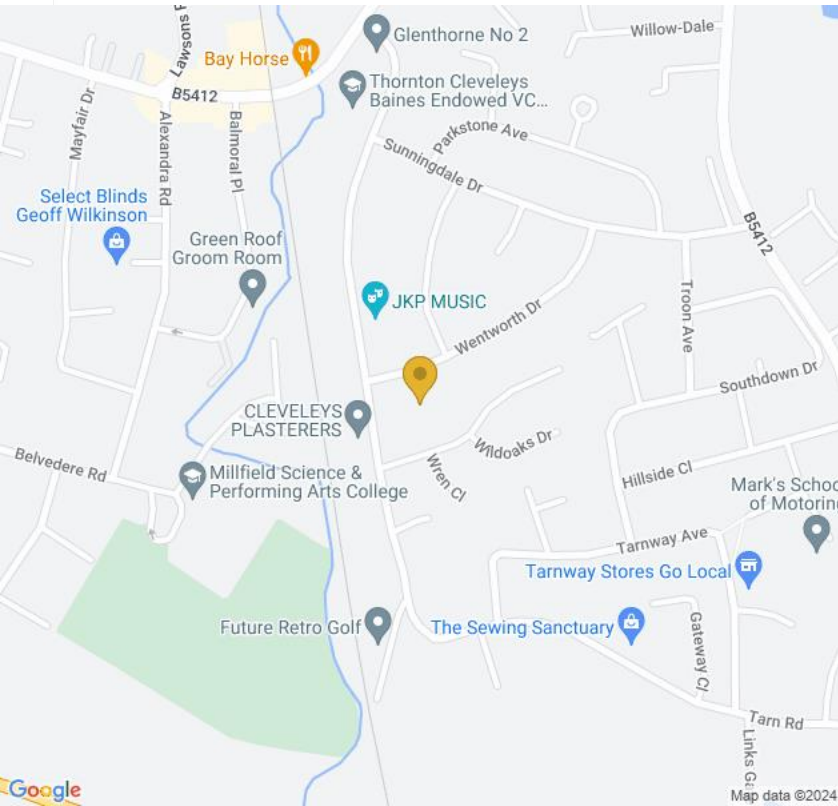 Glenthorne No 2
Willow-Dale
Lawsons
Bay Horse
Thornton Cleveleys
Baines Endowed VC...
B5412
Mayfair Dr
Alexandra Rd
Balmoral Pl
Parkstone Ave
Sunningdale Dr
Select Blinds
Geoff Wilkinson
B5412
Green Roof
Groom Room
JKP MUSIC
Troon Ave
Wentworth Dr
Southdown Dr
CLEVELEYS
PLASTERERS
Wildoaks Dr
Belvedere Rd
Millfield Science &
Performing Arts College
Wren Cl
Hillside Cl
Mark's Schoo
of Motoring
Tarnway Ave
Tarnway Stores Go Local
Future Retro Golf
The Sewing Sanctuary
Gateway Cl
Tarn Rd
Links Ga
Google
Map data ©2024